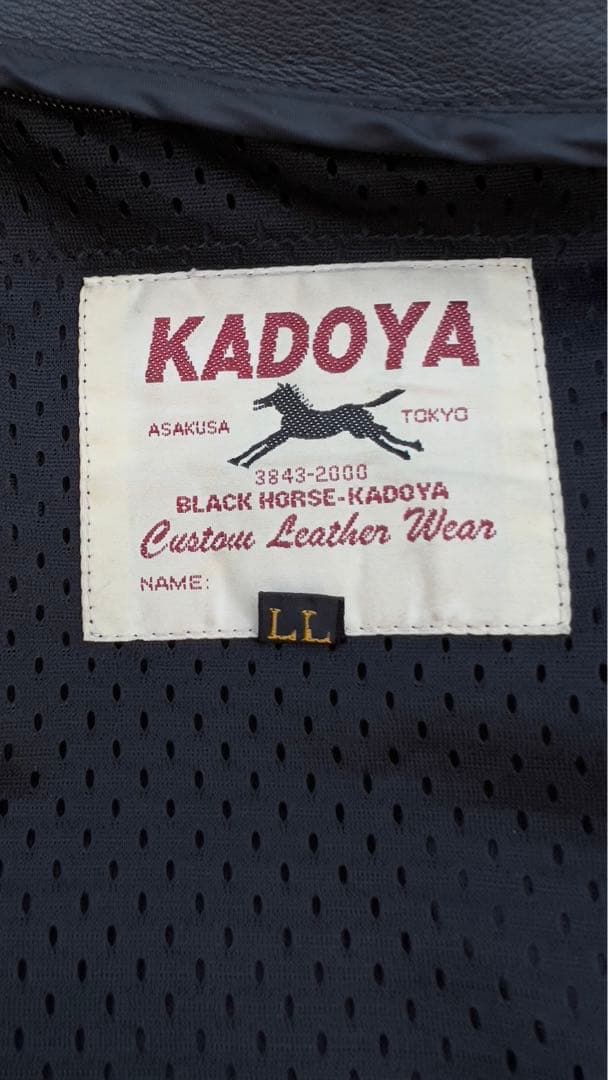 KADOYA
ASAKUSA TOKYO
3843-2000
BLACK HORSE-KADOYA
Custom Leather Wear
NAME:
LL